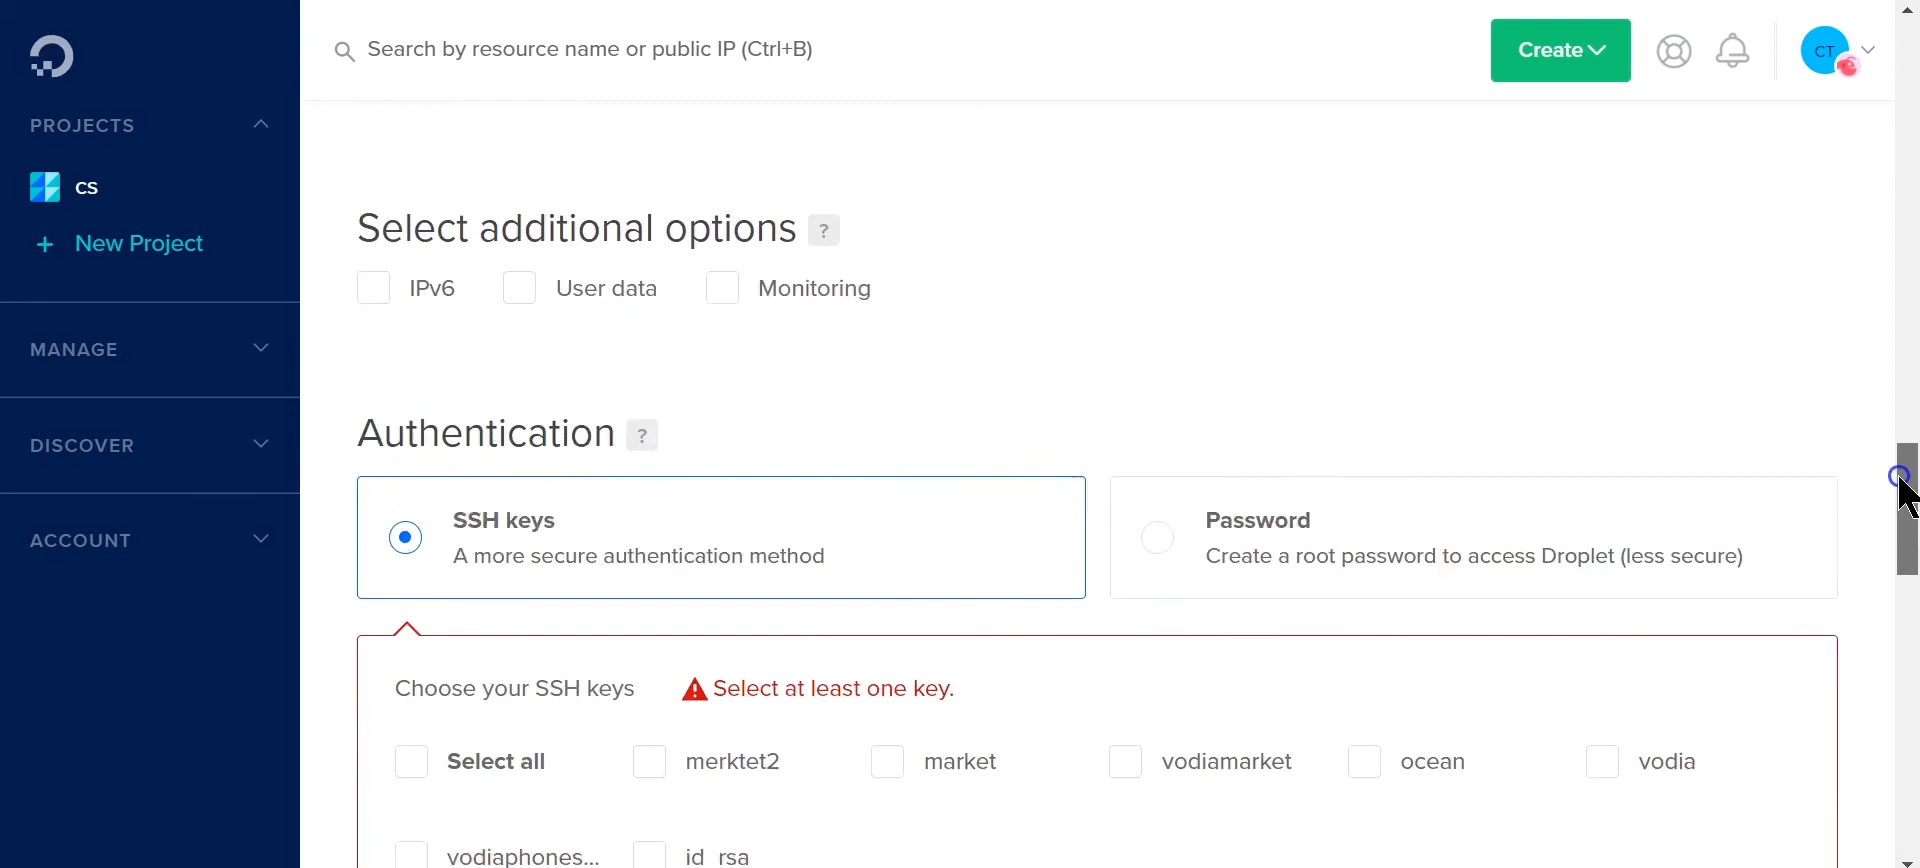 Search by resource name or public IP (Ctrl+B)
Create
CT
PROJECTS
CS
+ New Project
MANAGE
DISCOVER
ACCOUNT
Select additional options ?
IPv6 User data Monitoring
Authentication ?
SSH keys
A more secure authentication method
Password
Create a root password to access Droplet (less secure)
Choose your SSH keys Select at least one key.
Select all merktet2 market vodiamarket ocean vodia
vodiaphones... id_rsa